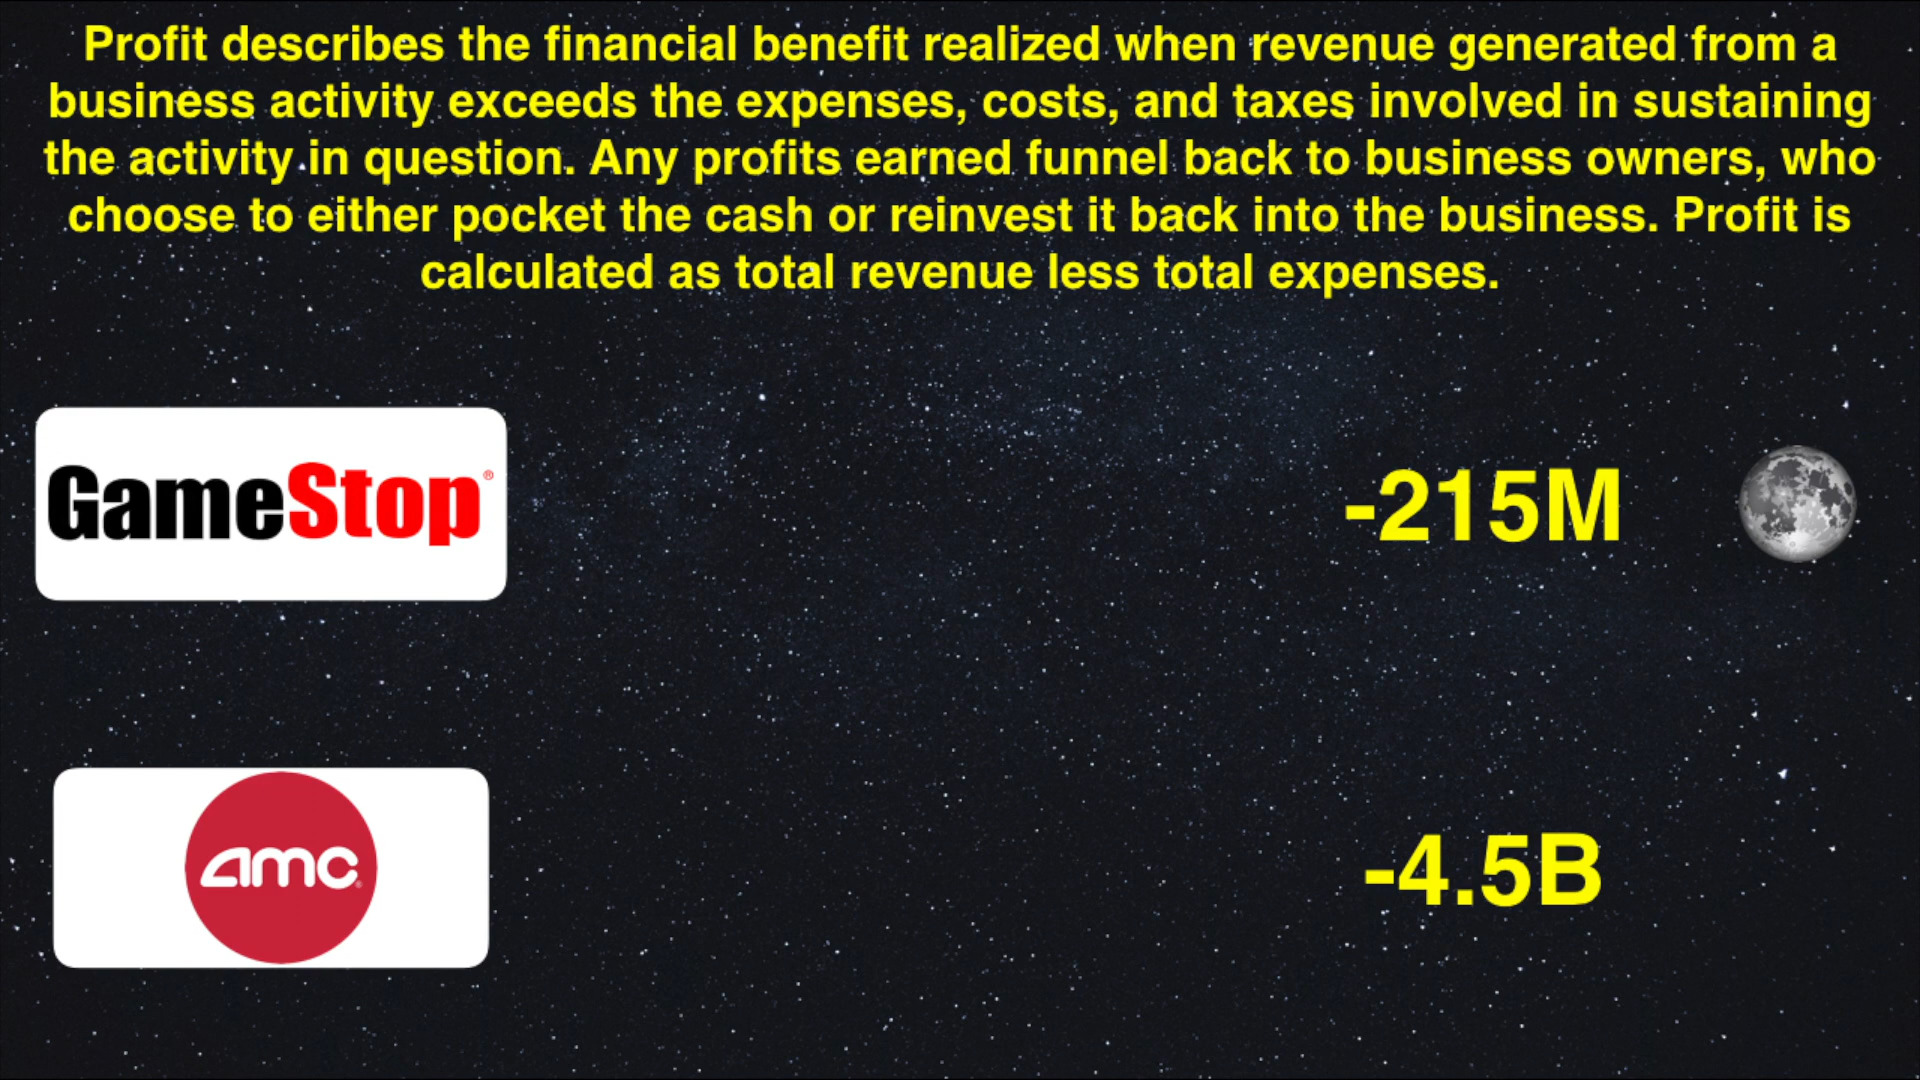 Profit describes the financial benefit realized when revenue generated from a
business activity exceeds the expenses, costs, and taxes involved in sustaining
the activity in question. Any profits earned funnel back to business owners, who
choose to either pocket the cash or reinvest it back into the business. Profit is
calculated as total revenue less total expenses.
GameStop®
-215M
amc®
-4.5B